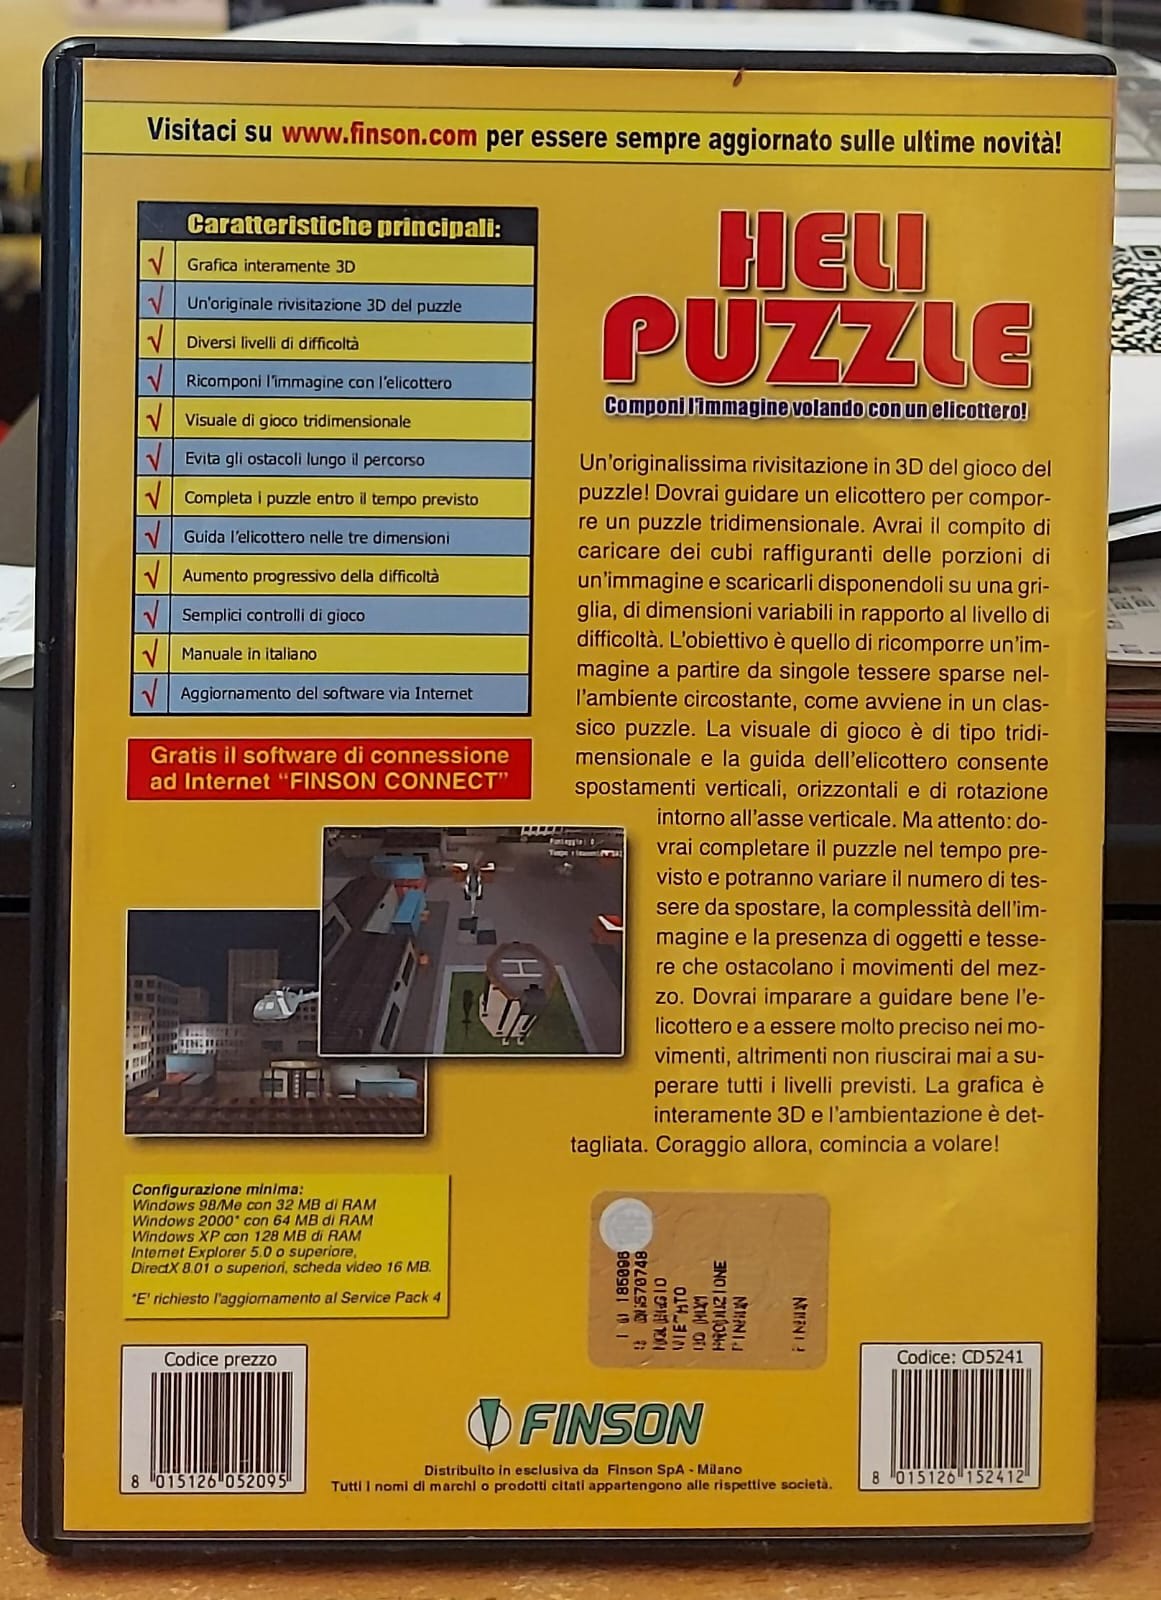 Visitaci su www.finson.com per essere sempre aggiornato sulle ultime novità!
Caratteristiche principali:
√ Grafica interamente 3D
√ Un'originale rivisitazione 3D del puzzle
√ Diversi livelli di difficoltà
√ Ricomponi l'immagine con l'elicottero
√ Visuale di gioco tridimensionale
√ Evita gli ostacoli lungo il percorso
√ Completa i puzzle entro il tempo previsto
√ Guida l'elicottero nelle tre dimensioni
√ Aumento progressivo della difficoltà
√ Semplici controlli di gioco
√ Manuale in italiano
√ Aggiornamento del software via Internet
Gratis il software di connessione
ad Internet “FINSON CONNECT”
HELI
PUZZLE
Componi l'immagine volando con un elicottero!
Un'originalissima rivisitazione in 3D del gioco del
puzzle! Dovrai guidare un elicottero per compor-
re un puzzle tridimensionale. Avrai il compito di
caricare dei cubi raffiguranti delle porzioni di
un'immagine e scaricarli disponendoli su una gri-
glia, di dimensioni variabili in rapporto al livello di
difficoltà. L'obiettivo è quello di ricomporre un'im-
magine a partire da singole tessere sparse nel-
l'ambiente circostante, come avviene in un clas-
sico puzzle. La visuale di gioco è di tipo tridi-
mensionale e la guida dell'elicottero consente
spostamenti verticali, orizzontali e di rotazione
intorno all'asse verticale. Ma attento: do-
vrai completare il puzzle nel tempo pre-
visto e potranno variare il numero di tes-
sere da spostare, la complessità dell'im-
magine e la presenza di oggetti e tesse-
re che ostacolano i movimenti del mez-
zo. Dovrai imparare a guidare bene l'e-
licottero e a essere molto preciso nei mo-
vimenti, altrimenti non riuscirai mai a su-
perare tutti i livelli previsti. La grafica è
interamente 3D e l'ambientazione è det-
tagliata. Coraggio allora, comincia a volare!
H
Configurazione minima:
Windows 98/Me con 32 MB di RAM
Windows 2000* con 64 MB di RAM
Windows XP con 128 MB di RAM
Internet Explorer 5.0 o superiore,
DirectX 8.01 o superiori, scheda video 16 MB.
*E' richiesto l'aggiornamento al Service Pack 4
NOLEGGIO
VIETATO
PRODUZIONE
FINSON
FINSON
Codice prezzo
8 015126 052095
FINSON
Distribuito in esclusiva da Finson SpA - Milano
Tutti i nomi di marchi o prodotti citati appartengono alle rispettive società.
Codice: CD5241
8 015126 152412